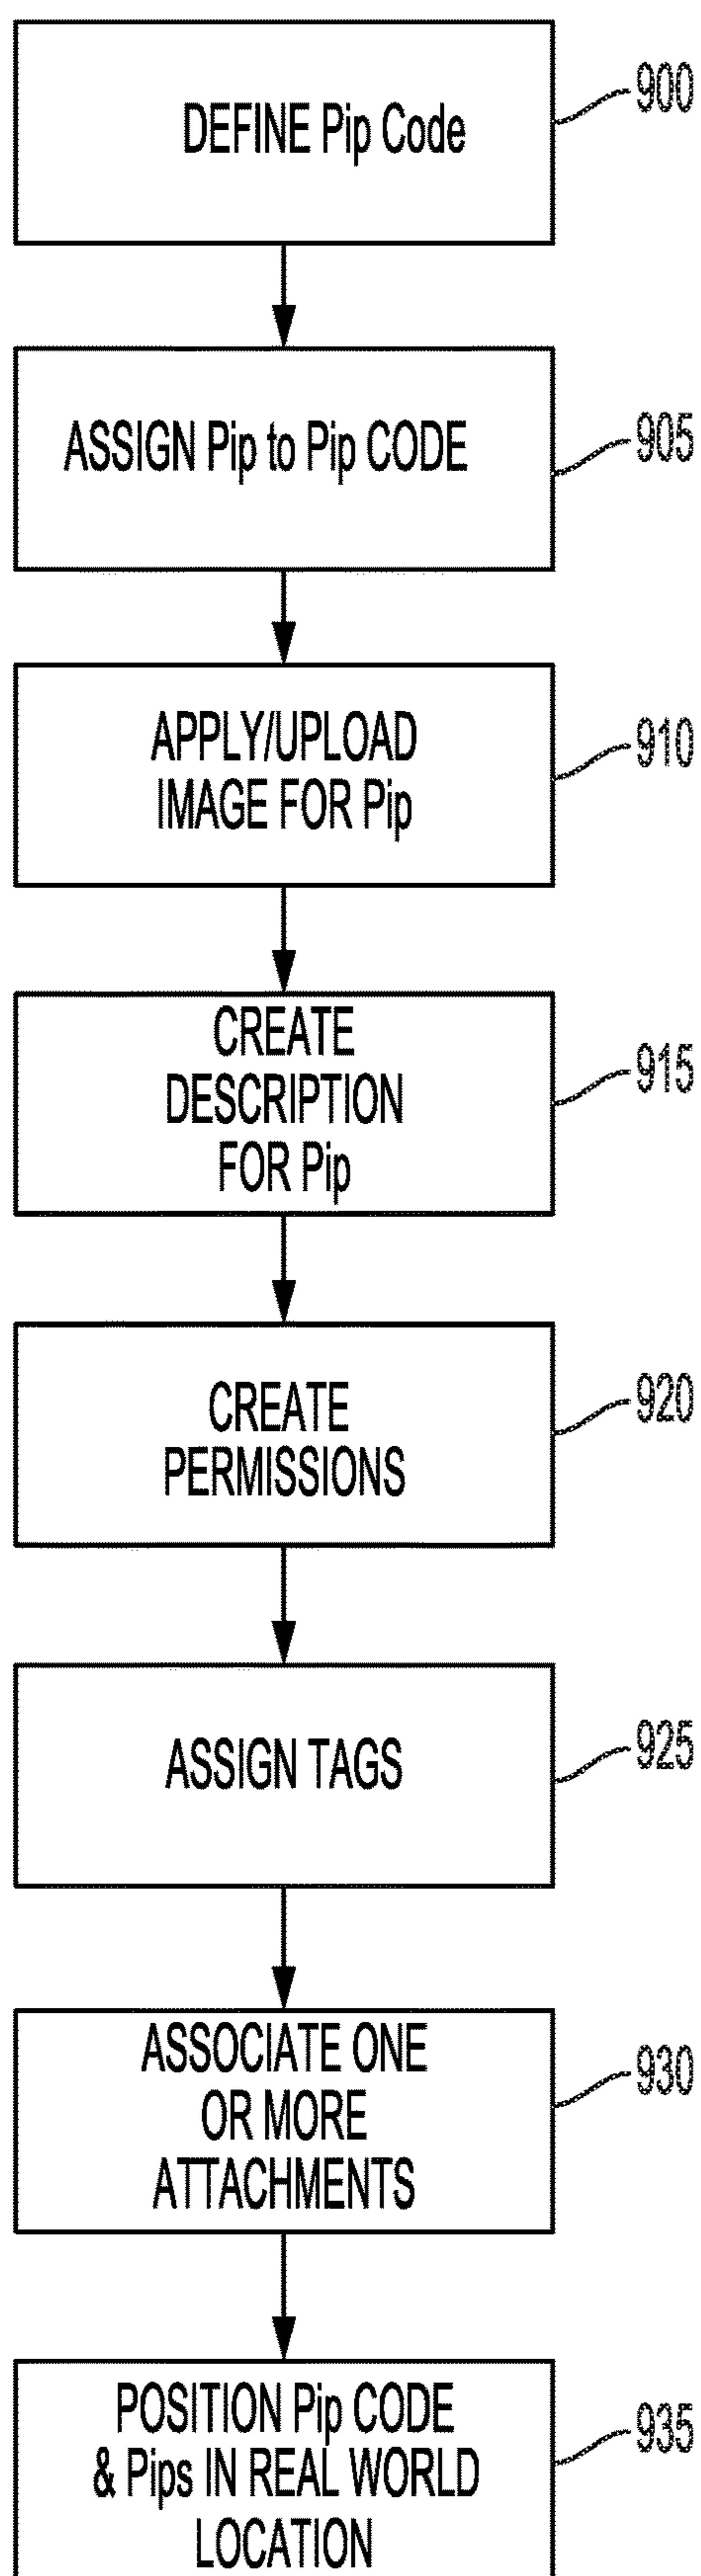 DEFINE Pip Code
900
ASSIGN Pip to Pip CODE
905
APPLY/UPLOAD
IMAGE FOR Pip
910
CREATE
DESCRIPTION
FOR Pip
915
CREATE
PERMISSIONS
920
ASSIGN TAGS
925
ASSOCIATE ONE
OR MORE
ATTACHMENTS
930
POSITION Pip CODE
& Pips IN REAL WORLD
LOCATION
935